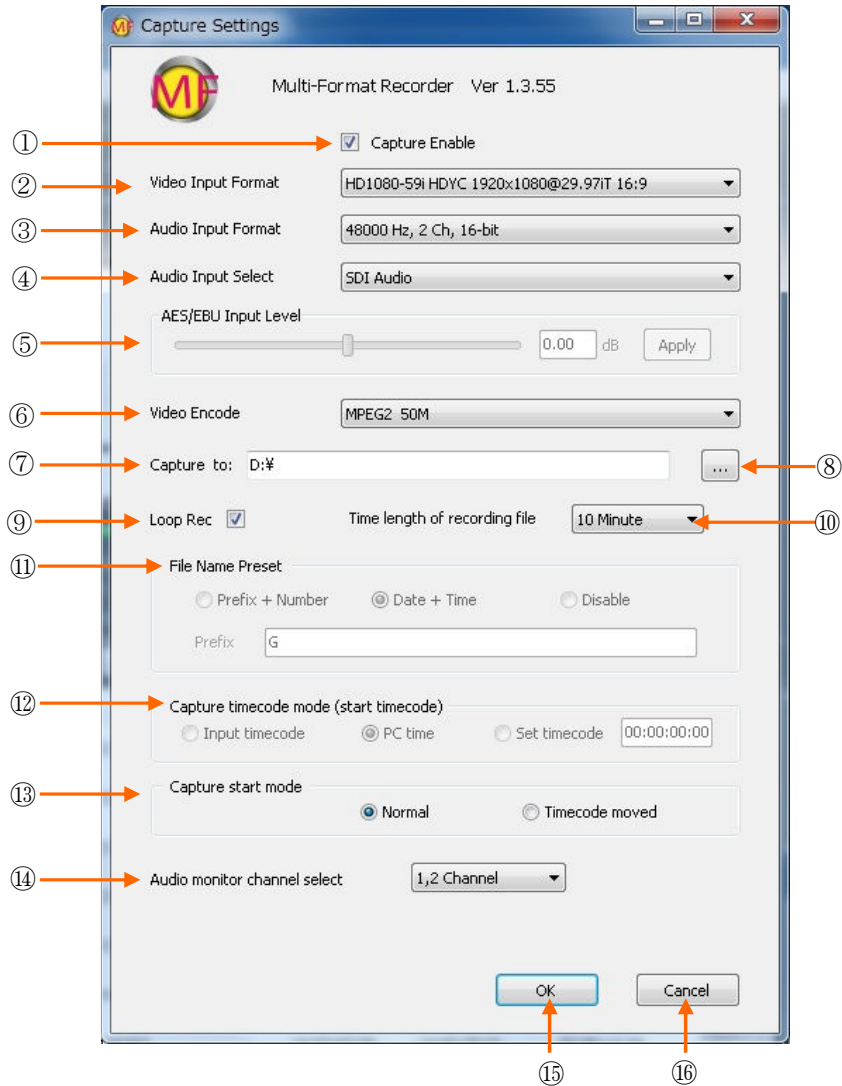 MF Capture Settings
MF
Multi-Format Recorder Ver 1.3.55
① Capture Enable
② Video Input Format HD1080-59i HDYC 1920x1080@29.97iT 16:9
③ Audio Input Format 48000 Hz, 2 Ch, 16-bit
④ Audio Input Select SDI Audio
AES/EBU Input Level
⑤ 0.00 dB Apply
⑥ Video Encode MPEG2 50M
⑦ Capture to: D:¥ ... ⑧
⑨ Loop Rec Time length of recording file 10 Minute ⑩
⑪ File Name Preset
Prefix + Number Date + Time Disable
Prefix G
⑫ Capture timecode mode (start timecode)
Input timecode PC time Set timecode 00:00:00:00
⑬ Capture start mode
Normal Timecode moved
⑭ Audio monitor channel select 1,2 Channel
OK Cancel
⑮ ⑯